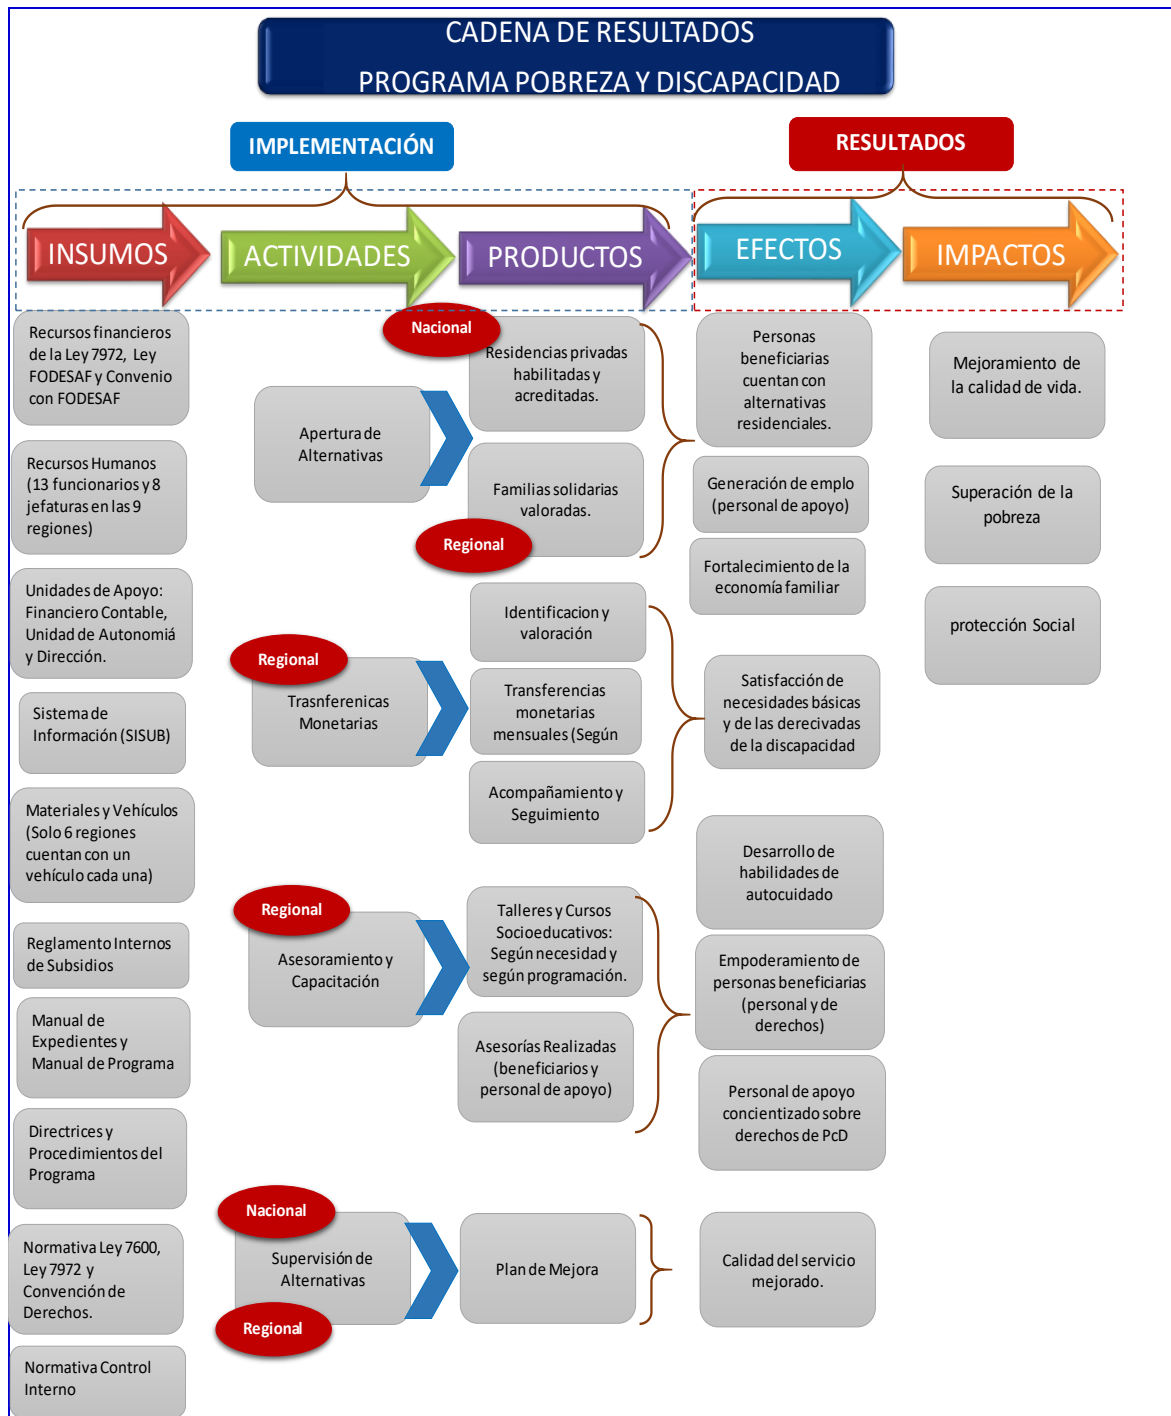 CADENA DE RESULTADOS
PROGRAMA POBREZA Y DISCAPACIDAD
IMPLEMENTACIÓN
RESULTADOS
INSUMOS
ACTIVIDADES
PRODUCTOS
EFECTOS
IMPACTOS
Recursos financieros
de la Ley 7972, Ley
FODESAF y Convenio
con FODESAF
Recursos Humanos
(13 funcionarios y 8
jefaturas en las 9
regiones)
Unidades de Apoyo:
Financiero Contable,
Unidad de Autonomiá
y Dirección.
Sistema de
Información (SISUB)
Materiales y Vehículos
(Solo 6 regiones
cuentan con un
vehículo cada una)
Reglamento Internos
de Subsidios
Manual de
Expedientes y
Manual de Programa
Directrices y
Procedimientos del
Programa
Normativa Ley 7600,
Ley 7972 y
Convención de
Derechos.
Normativa Control
Interno
Apertura de
Alternativas
Nacional
Residencias privadas
habilitadas y
acreditadas.
Familias solidarias
valoradas.
Regional
Personas
beneficiarias
cuentan con
alternativas
residenciales.
Generación de emplo
(personal de apoyo)
Fortalecimiento de la
economía familiar
Mejoramiento de
la calidad de vida.
Superación de la
pobreza
protección Social
Regional
Trasnferenicas
Monetarias
Identificacion y
valoración
Transferencias
monetarias
mensuales (Según
Acompañamiento y
Seguimiento
Satisfacción de
necesidades básicas
y de las derecivadas
de la discapacidad
Regional
Asesoramiento y
Capacitación
Talleres y Cursos
Socioeducativos:
Según necesidad y
según programación.
Asesorías Realizadas
(beneficiarios y
personal de apoyo)
Desarrollo de
habilidades de
autocuidado
Empoderamiento de
personas beneficiarias
(personal y de
derechos)
Personal de apoyo
concientizado sobre
derechos de PcD
Nacional
Supervisión de
Alternativas
Regional
Plan de Mejora
Calidad del servicio
mejorado.